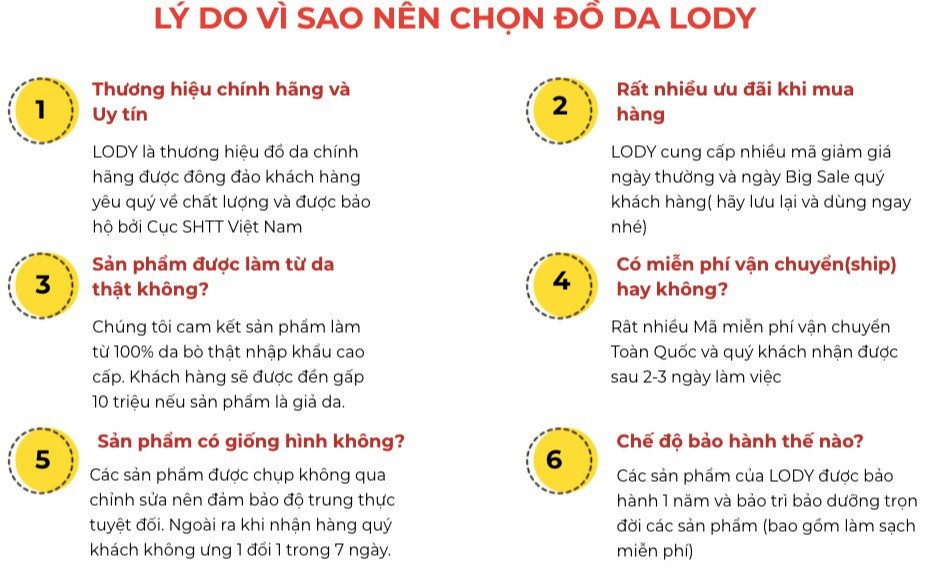 LÝ DO VÌ SAO NÊN CHỌN ĐỒ DA LODY
1
Thương hiệu chính hãng và
Uy tín
LODY là thương hiệu đồ da chính
hãng được đông đảo khách hàng
yêu quý về chất lượng và được bảo
hộ bởi Cục SHTT Việt Nam
2
Rất nhiều ưu đãi khi mua
hàng
LODY cung cấp nhiều mã giảm giá
ngày thường và ngày Big Sale quý
khách hàng( hãy lưu lại và dùng ngay
nhé)
3
Sản phẩm được làm từ da
thật không?
Chúng tôi cam kết sản phẩm làm
từ 100% da bò thật nhập khẩu cao
cấp. Khách hàng sẽ được đền gấp
10 triệu nếu sản phẩm là giả da.
4
Có miễn phí vận chuyển(ship)
hay không?
Rât nhiều Mã miễn phí vận chuyển
Toàn Quốc và quý khách nhận được
sau 2-3 ngày làm việc
5
Sản phẩm có giống hình không?
Các sản phẩm được chụp không qua
chỉnh sửa nên đảm bảo độ trung thực
tuyệt đối. Ngoài ra khi nhận hàng quý
khách không ưng 1 đổi 1 trong 7 ngày.
6
Chế độ bảo hành thế nào?
Các sản phẩm của LODY được bảo
hành 1 năm và bảo trì bảo dưỡng trọn
đời các sản phẩm (bao gồm làm sạch
miễn phí)